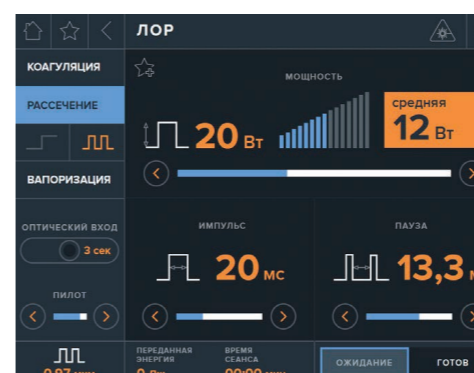 ЛОР
КОАГУЛЯЦИЯ
РАССЕЧЕНИЕ
ВАПОРИЗАЦИЯ
ОПТИЧЕСКИЙ ВХОД
3 сек
ПИЛОТ
МОЩНОСТЬ
20 Вт
средняя
12 Вт
ИМПУЛЬС
20 мс
ПАУЗА
13,3
ПЕРЕДАННАЯ
ЭНЕРГИЯ
ВРЕМЯ
СЕАНСА
ОЖИДАНИЕ
ГОТОВ